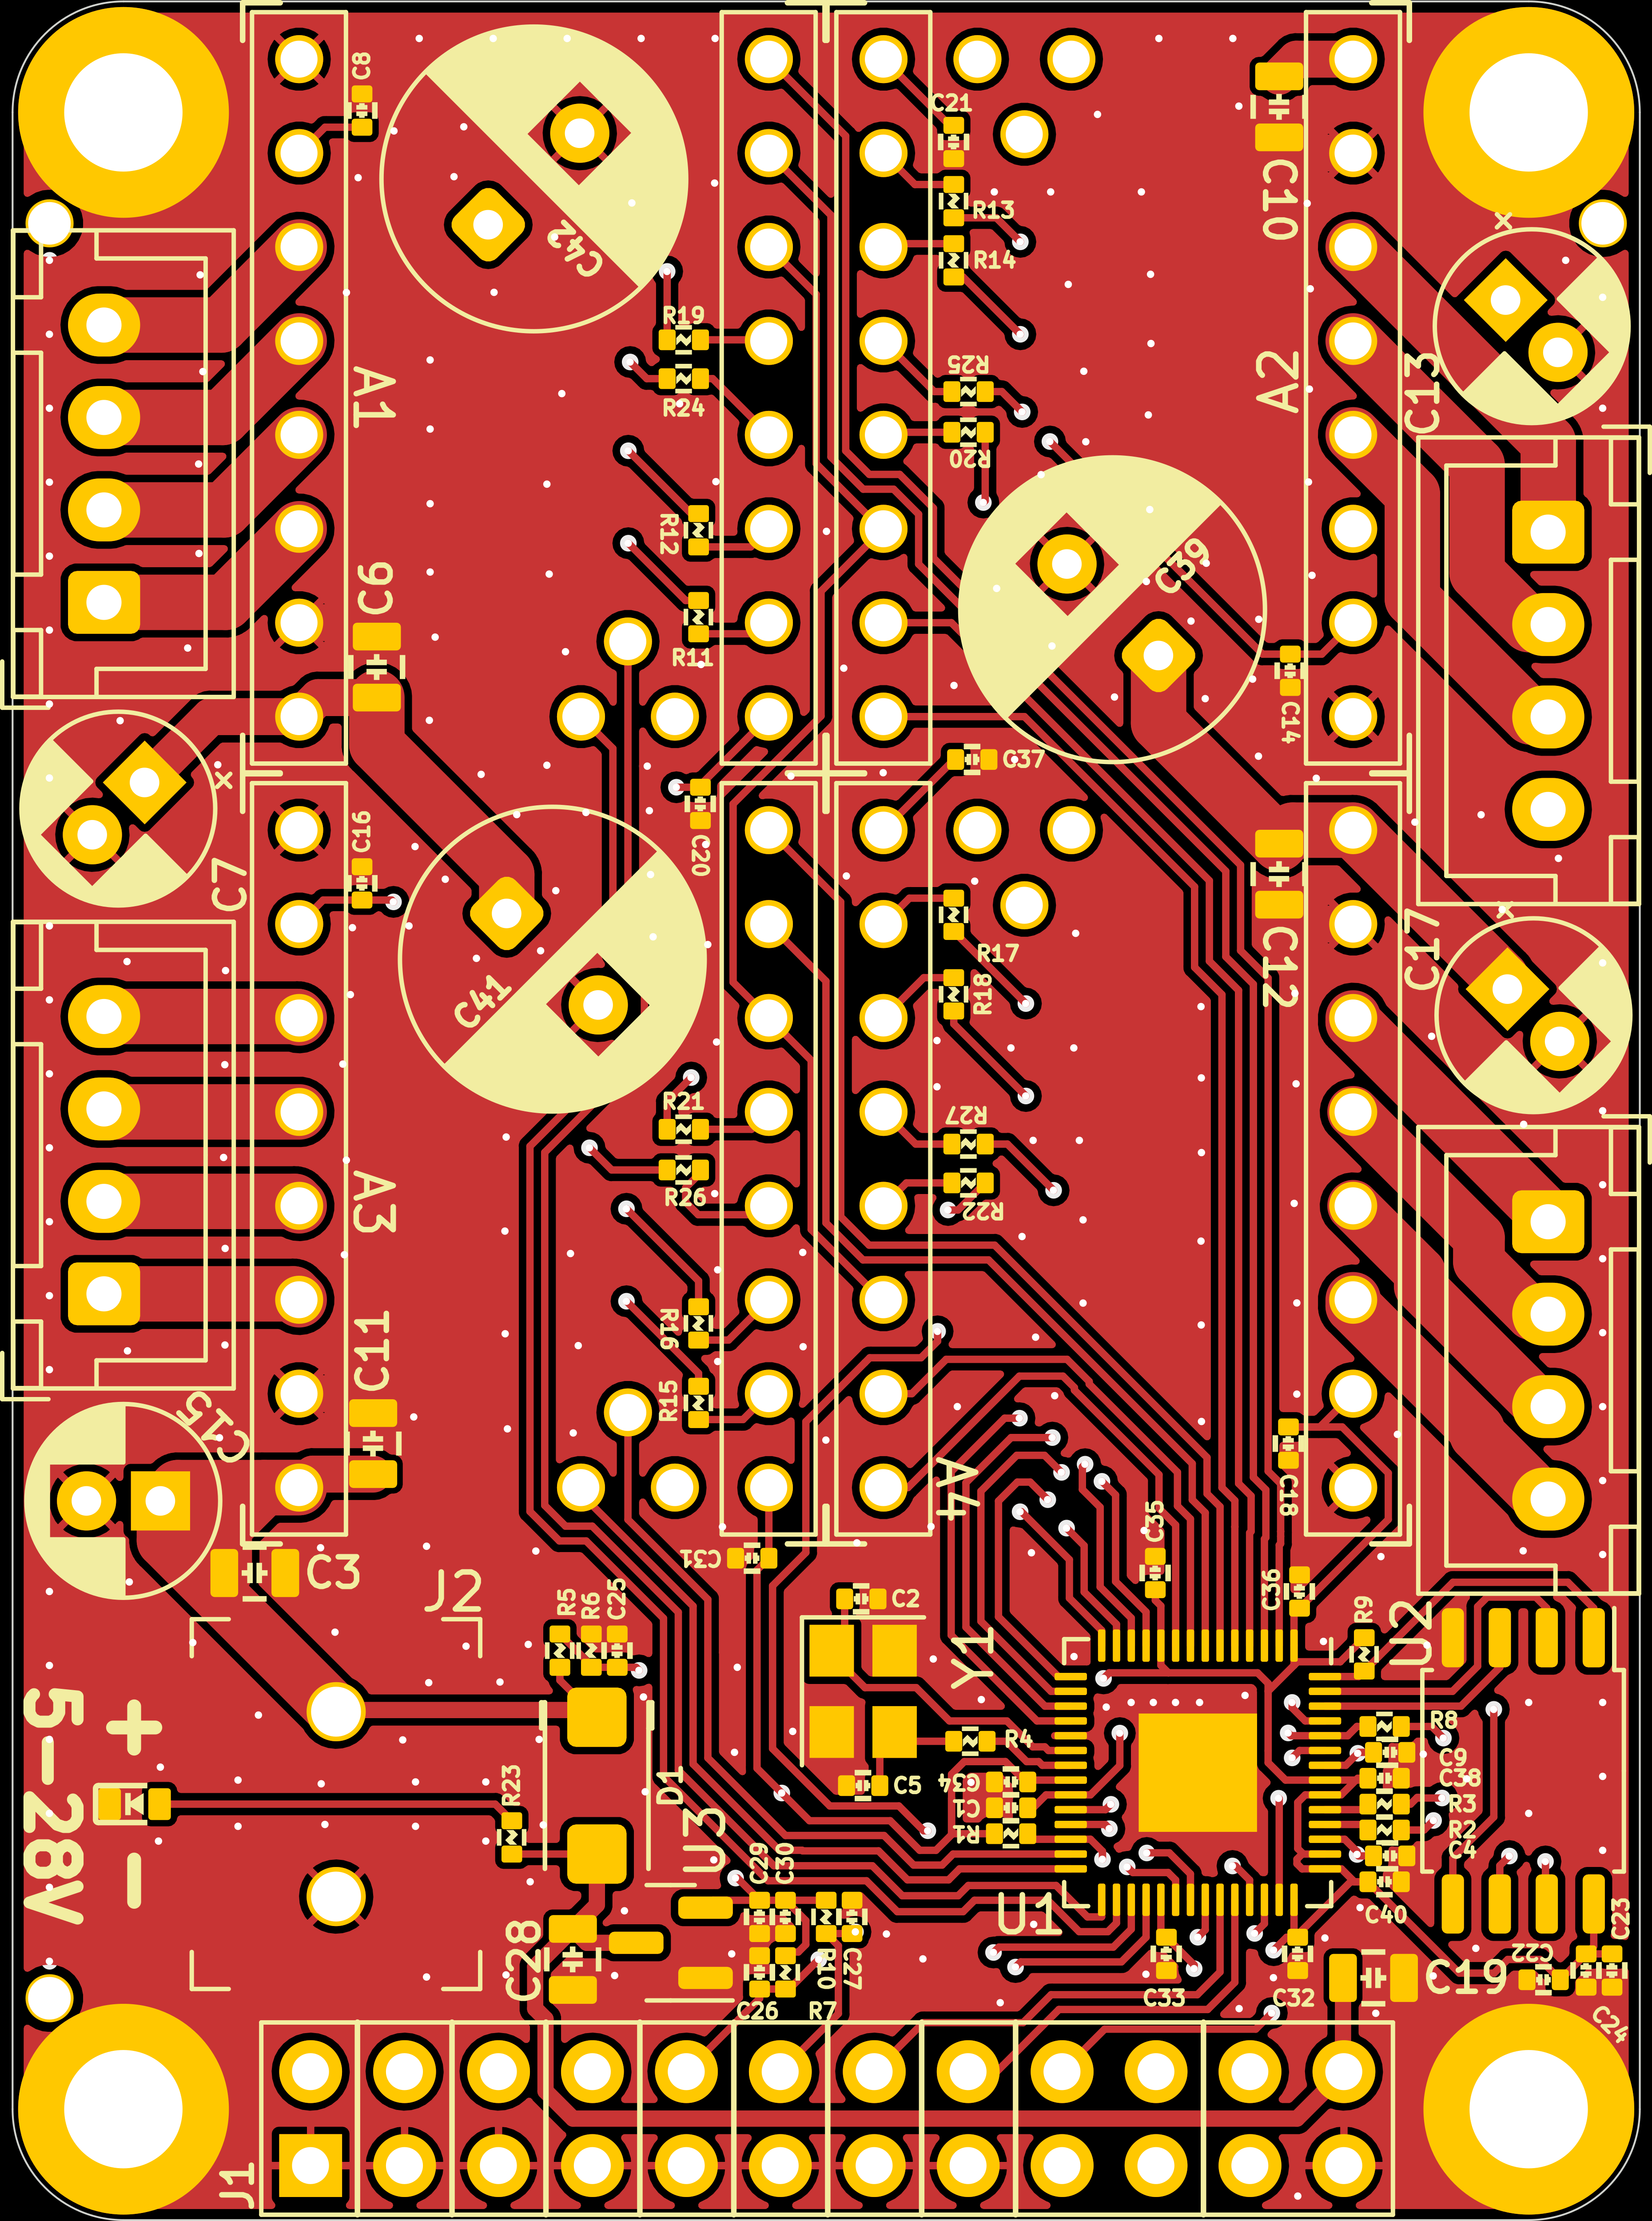 C8
C42
C21
C10
R13
R14
+
R19
R24
R25
R20
A1
A2
C13
R12
R11
C39
C6
C14
C37
+
C7
C16
C20
C41
C12
C17
+
R17
R18
R21
R26
R27
R22
A3
R16
R15
C11
C15
A4
C18
C31
C35
C36
C3
J2
R5
R6
C25
C2
Y1
R9
U2
R4
C5
C34
C1
R1
R8
C9
C38
R3
R2
C4
C40
+
-
5-28V
R23
D1
U3
C29
C30
U1
C28
C26
R7
R10
C27
C33
C32
C19
C22
C23
C24
J1